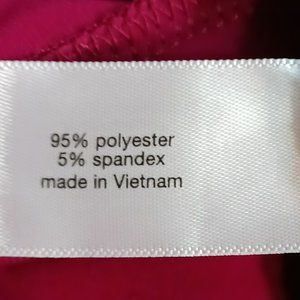 95% polyester
5% spandex
made in Vietnam